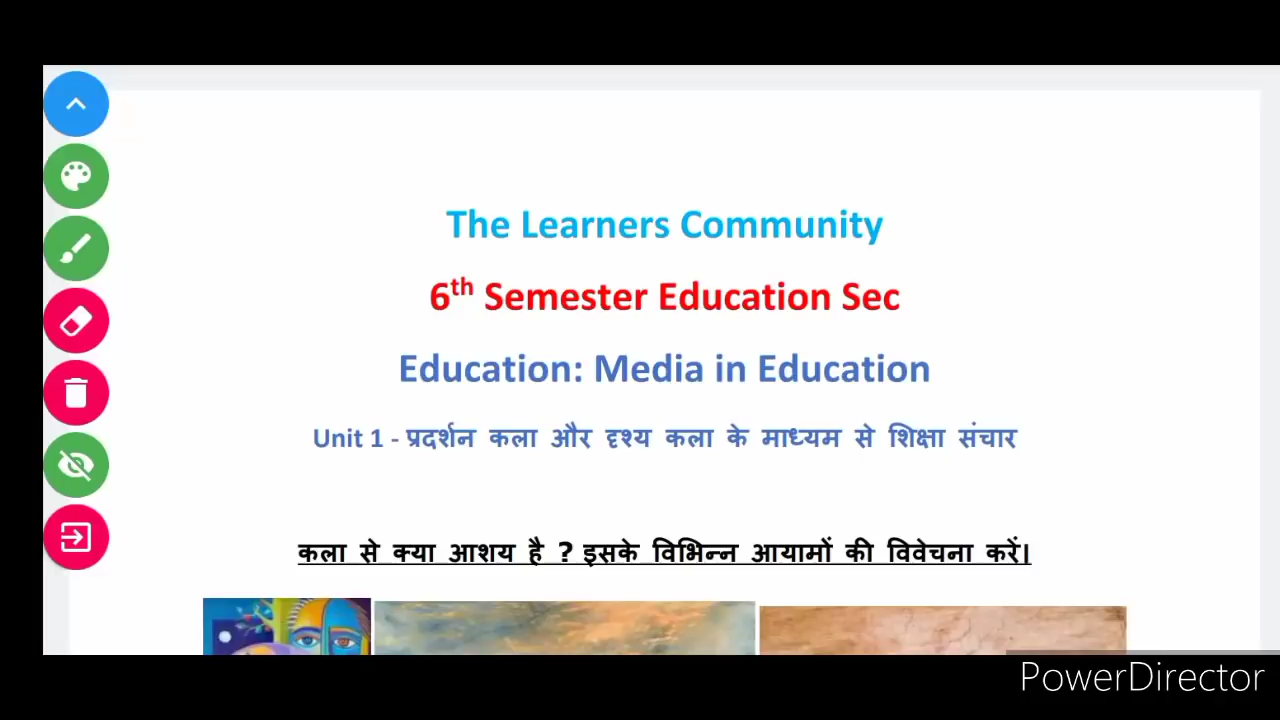 The Learners Community
6th Semester Education Sec
Education: Media in Education
Unit 1 - प्रदर्शन कला और दृश्य कला के माध्यम से शिक्षा संचार
कला से क्या आशय है ? इसके विभिन्न आयामों की विवेचना करें।
PowerDirector